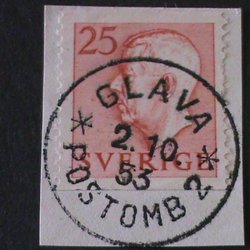 25
GLAVA
2.10
53
SVERIGE
* POSTOMB 2 *